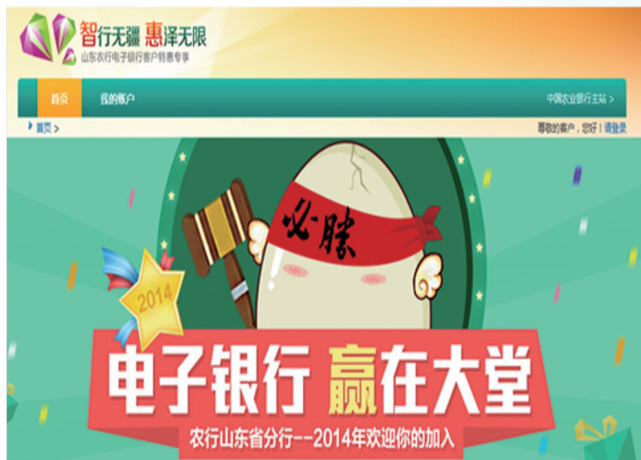 智行无疆 惠泽无限
山东农行电子银行客户特惠专享
首页 我的账户 中国农业银行主站 >
首页 > 尊敬的客户，您好！请登录
必勝
2014
电子银行 赢在大堂
农行山东省分行--2014年欢迎你的加入